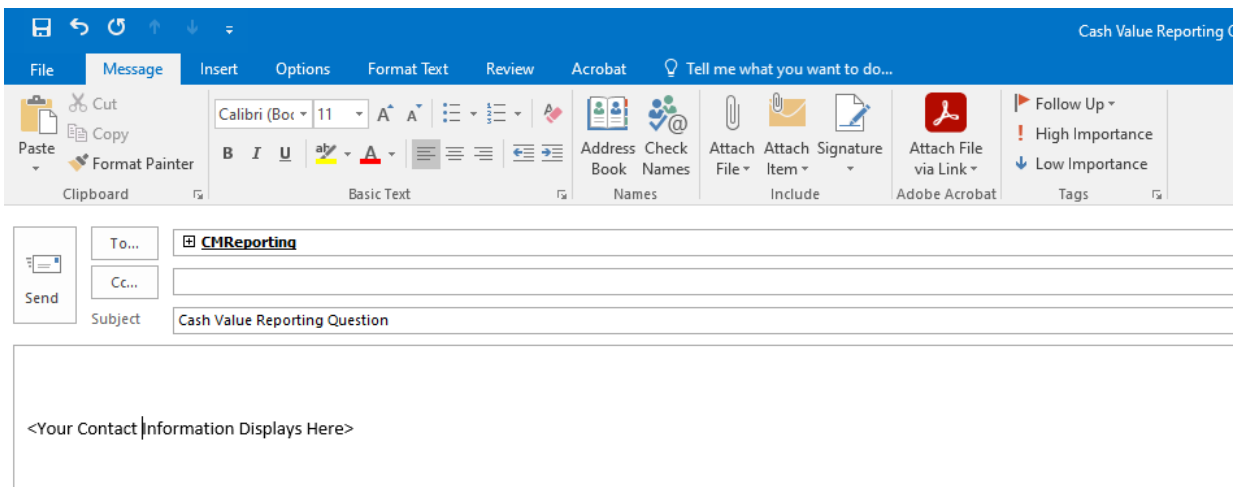 Cash Value Reporting
File Message Insert Options Format Text Review Acrobat Tell me what you want to do...
Cut
Copy
Paste
Format Painter
Clipboard
Calibri (Boc 11
A A
B I U ab A
Basic Text
Address Book
Check Names
Names
Attach File
Attach Item
Signature
Include
Attach File via Link
Adobe Acrobat
Follow Up
! High Importance
Low Importance
Tags
Send
To... CMReporting
Cc...
Subject Cash Value Reporting Question
<Your Contact Information Displays Here>